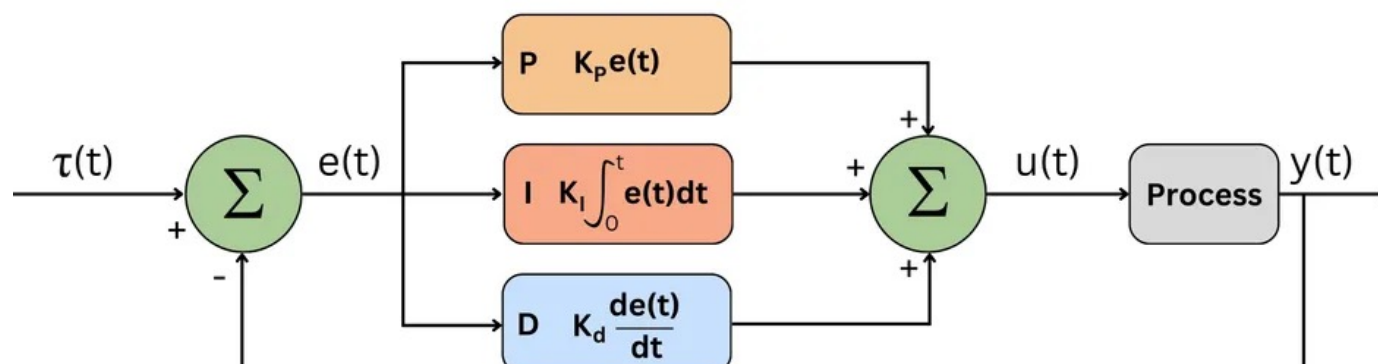 P K_P e(t)
τ(t)
+
-
Σ
e(t)
I K_I ∫_0^t e(t)dt
D K_d de(t)/dt
+
+
+
Σ
u(t)
Process
y(t)